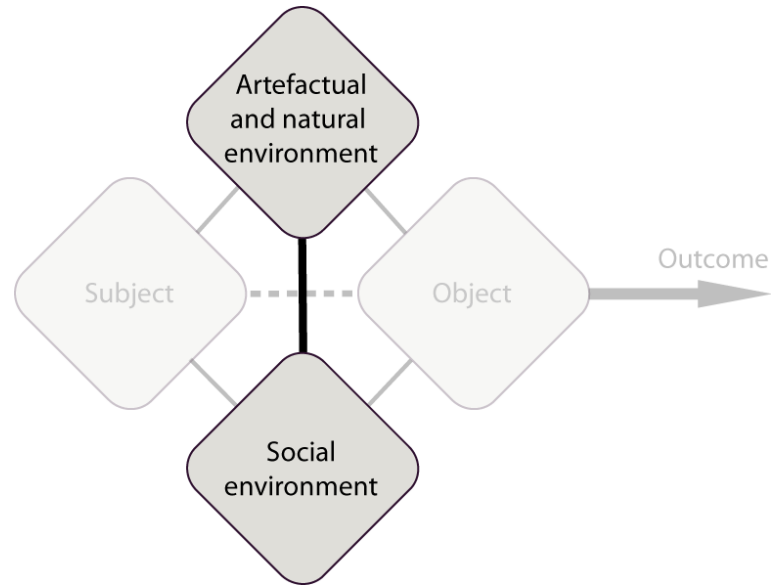 Artefactual
and natural
environment
Outcome
Subject
Object
Social
environment